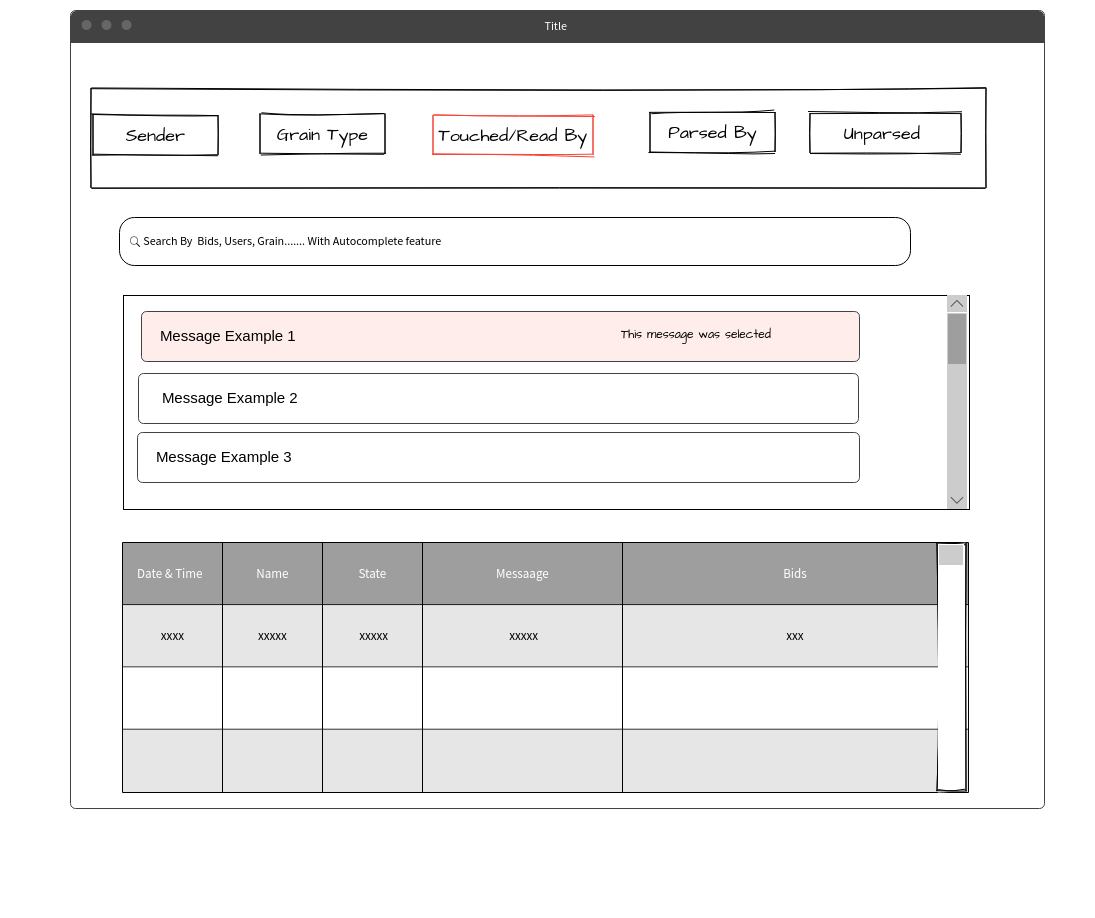 Title
Sender
Grain Type
Touched/Read By
Parsed By
Unparsed
Search By  Bids, Users, Grain....... With Autocomplete feature
Message Example 1
This message was selected
Message Example 2
Message Example 3
Date & Time Name State Messaage Bids
xxxx xxxxx xxxxx xxxxx xxx